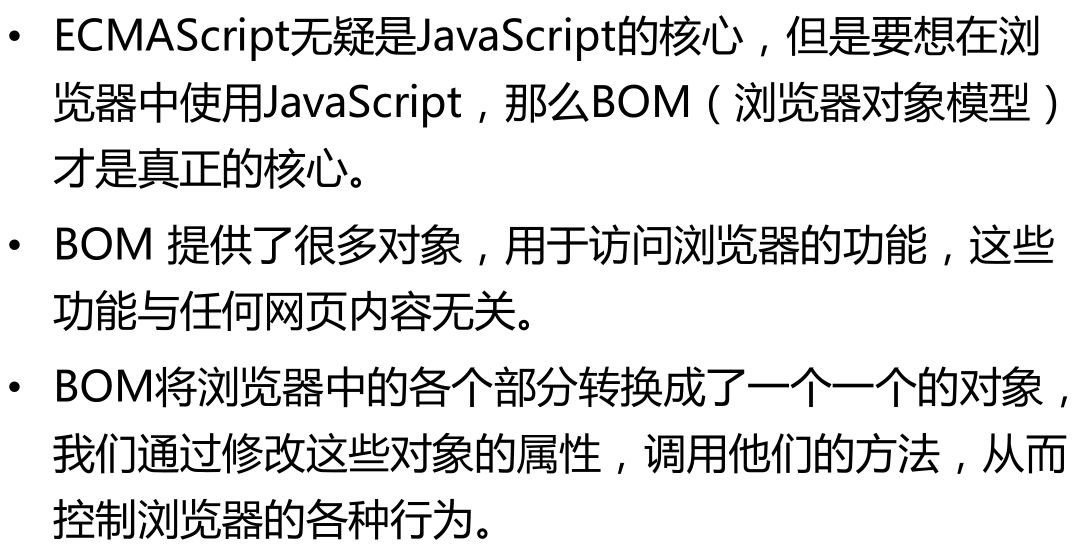 • ECMAScript无疑是JavaScript的核心，但是要想在浏
览器中使用JavaScript，那么BOM（浏览器对象模型）
才是真正的核心。
• BOM 提供了很多对象，用于访问浏览器的功能，这些
功能与任何网页内容无关。
• BOM将浏览器中的各个部分转换成了一个一个的对象，
我们通过修改这些对象的属性，调用他们的方法，从而
控制浏览器的各种行为。